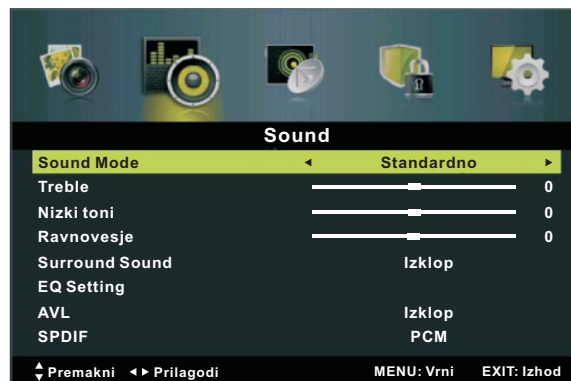 Sound
Sound Mode Standardno
Treble 0
Nizki toni 0
Ravnovesje 0
Surround Sound Izklop
EQ Setting
AVL Izklop
SPDIF PCM
Premakni Prilagodi MENU: Vrni EXIT: Izhod